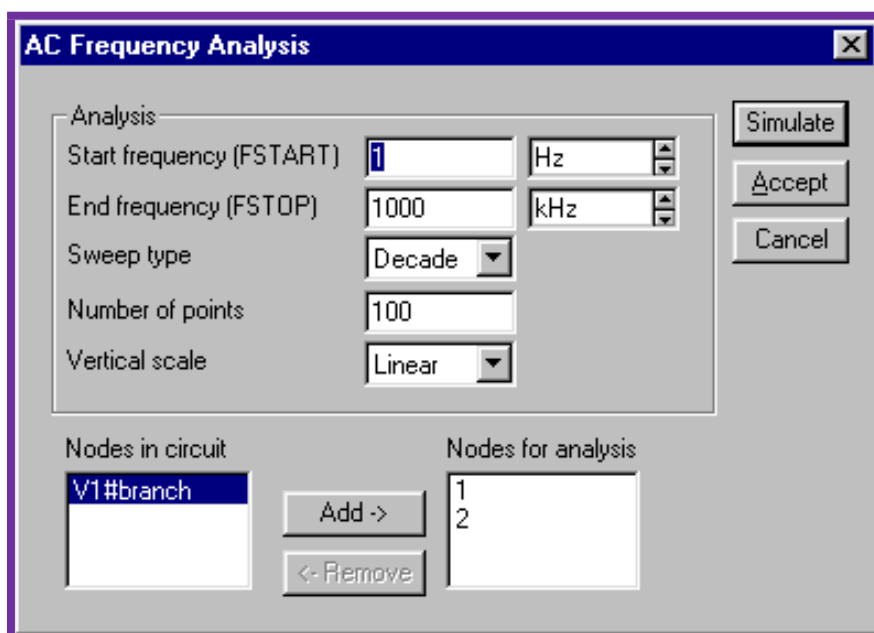 AC Frequency Analysis
Analysis
Start frequency (FSTART) 1 Hz
End frequency (FSTOP) 1000 kHz
Sweep type Decade
Number of points 100
Vertical scale Linear
Simulate
Accept
Cancel
Nodes in circuit
V1#branch
Add ->
<- Remove
Nodes for analysis
1
2